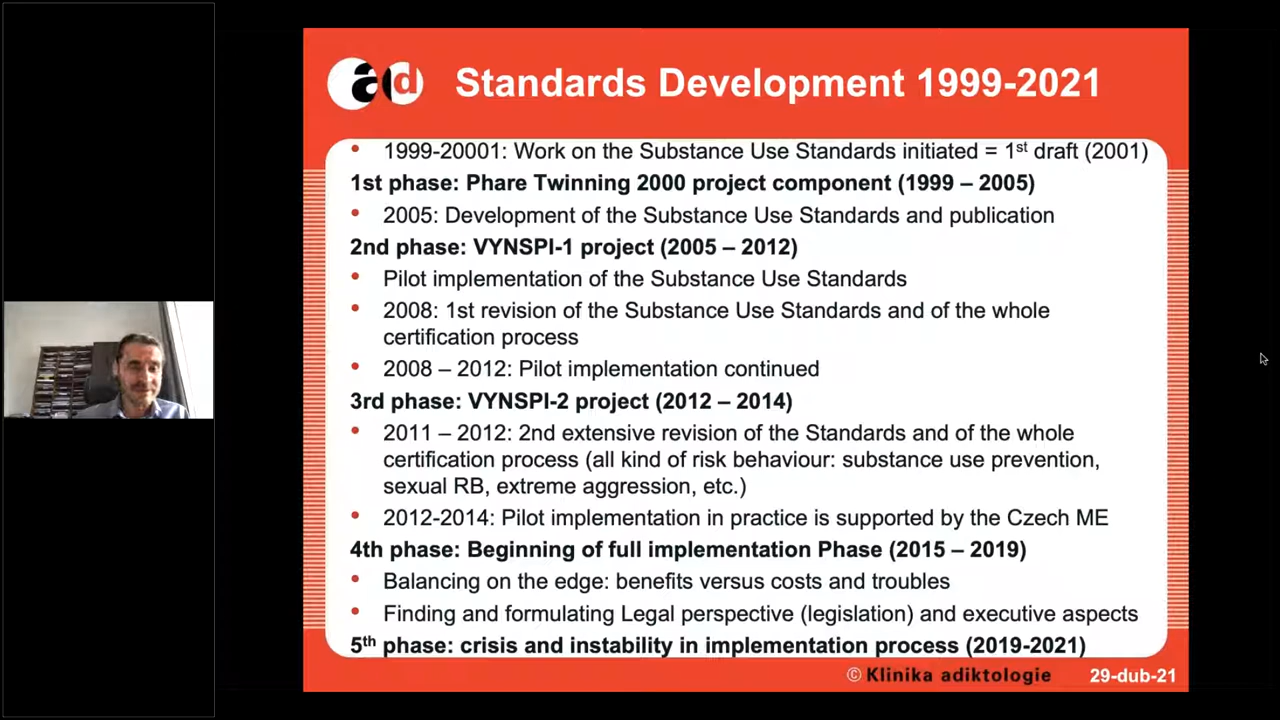 ad
Standards Development 1999-2021
• 1999-20001: Work on the Substance Use Standards initiated = 1st draft (2001)
1st phase: Phare Twinning 2000 project component (1999 – 2005)
• 2005: Development of the Substance Use Standards and publication
2nd phase: VYNSPI-1 project (2005 – 2012)
• Pilot implementation of the Substance Use Standards
• 2008: 1st revision of the Substance Use Standards and of the whole
certification process
• 2008 – 2012: Pilot implementation continued
3rd phase: VYNSPI-2 project (2012 – 2014)
• 2011 – 2012: 2nd extensive revision of the Standards and of the whole
certification process (all kind of risk behaviour: substance use prevention,
sexual RB, extreme aggression, etc.)
• 2012-2014: Pilot implementation in practice is supported by the Czech ME
4th phase: Beginning of full implementation Phase (2015 – 2019)
• Balancing on the edge: benefits versus costs and troubles
• Finding and formulating Legal perspective (legislation) and executive aspects
5th phase: crisis and instability in implementation process (2019-2021)
© Klinika adiktologie
29-dub-21